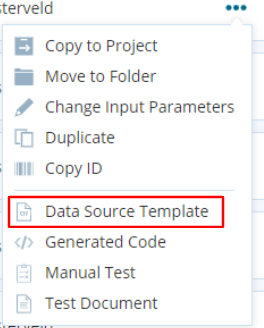 sterveld
Copy to Project
Move to Folder
Change Input Parameters
Duplicate
Copy ID
Data Source Template
Generated Code
Manual Test
Test Document